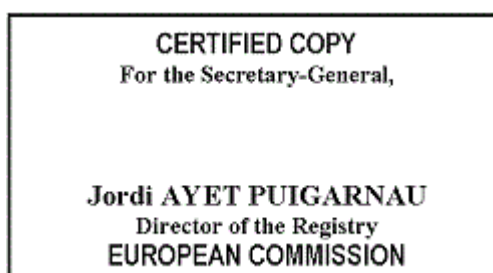 CERTIFIED COPY
For the Secretary-General,
Jordi AYET PUIGARNAU
Director of the Registry
EUROPEAN COMMISSION